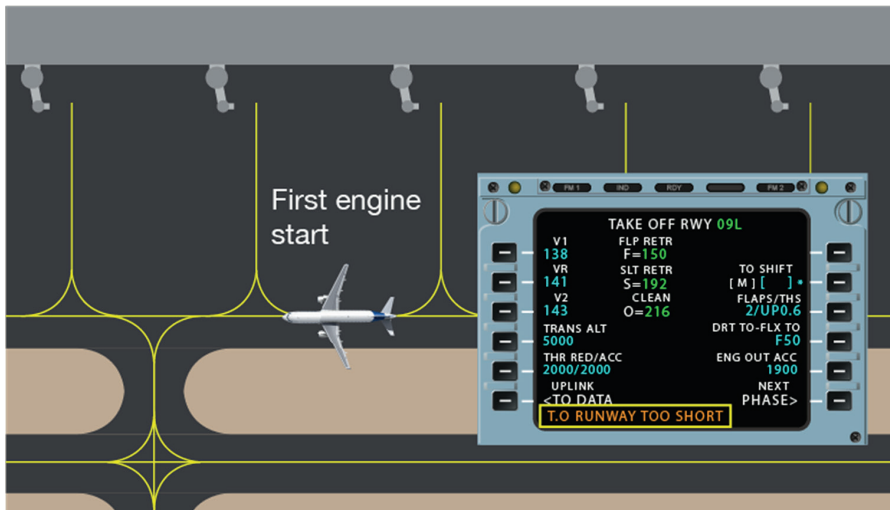 First engine
start
FM 1 IND RDY FM 2
TAKE OFF RWY 09L
V1 FLP RETR
138 F=150
VR SLT RETR TO SHIFT
141 S=192 [ M ] [ ] *
V2 CLEAN FLAPS/THS
143 O=216 2/UP0.6
TRANS ALT DRT TO-FLX TO
5000 F50
THR RED/ACC ENG OUT ACC
2000/2000 1900
UPLINK NEXT
<TO DATA PHASE>
T.O RUNWAY TOO SHORT